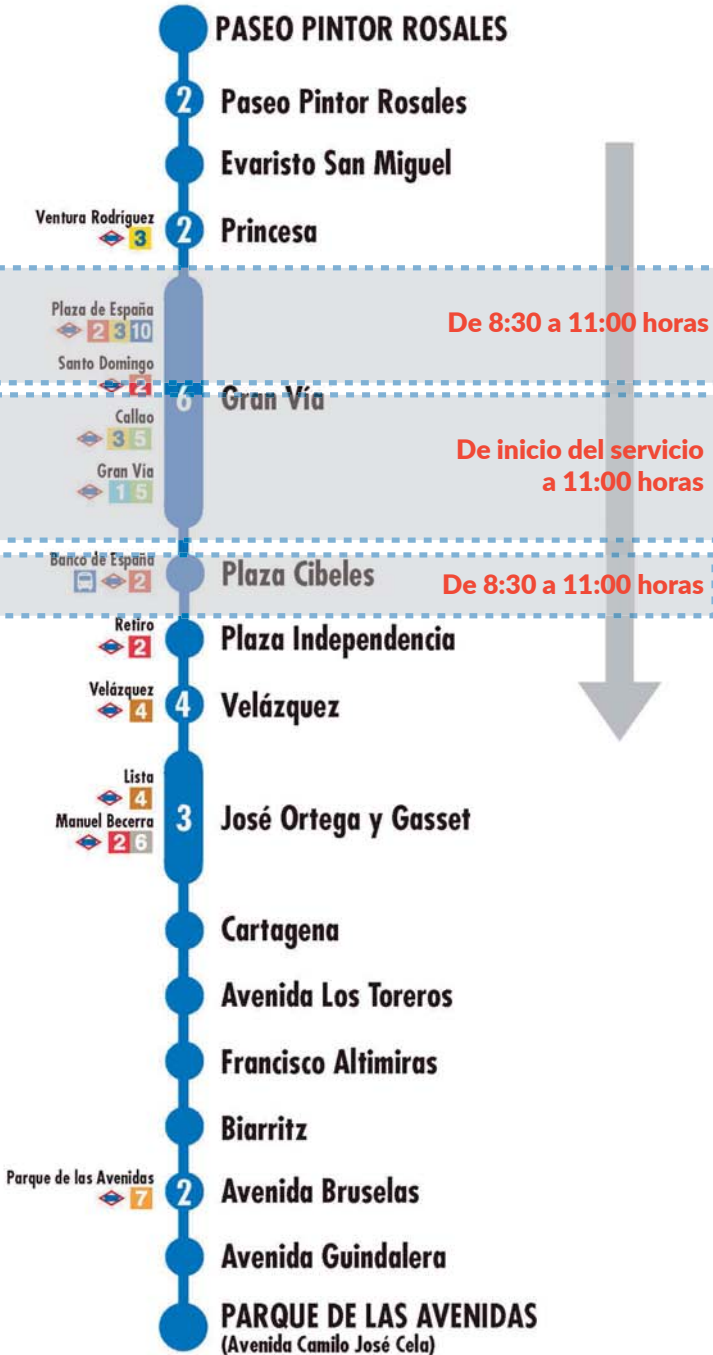 PASEO PINTOR ROSALES
2 Paseo Pintor Rosales
Evaristo San Miguel
Ventura Rodríguez
3
2 Princesa
Plaza de España
2 3 10
De 8:30 a 11:00 horas
Santo Domingo
2
6 Gran Vía
Callao
3 5
De inicio del servicio
a 11:00 horas
Gran Via
1 5
Banco de España
2
Plaza Cibeles
De 8:30 a 11:00 horas
Retiro
2
Plaza Independencia
Velázquez
4
4 Velázquez
Lista
4
Manuel Becerra
2 6
3 José Ortega y Gasset
Cartagena
Avenida Los Toreros
Francisco Altimiras
Biarritz
Parque de las Avenidas
7
2 Avenida Bruselas
Avenida Guindalera
PARQUE DE LAS AVENIDAS
(Avenida Camilo José Cela)